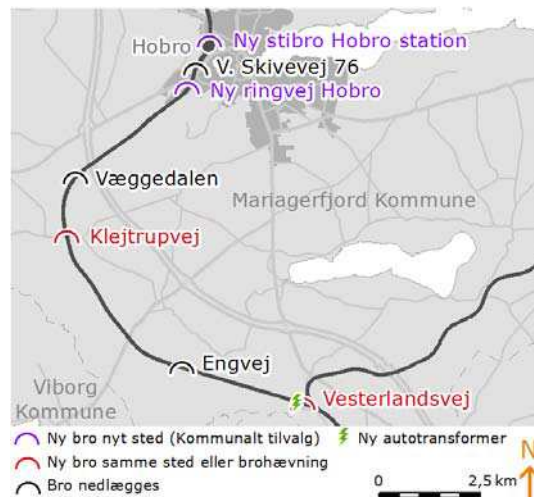 Hobro
Ny stibro Hobro station
V. Skivevej 76
Ny ringvej Hobro
Væggedalen
Mariagerfjord Kommune
Klejtrupvej
Engvej
Viborg
Kommune
Vesterlandsvej
Ny bro nyt sted (Kommunalt tilvalg)
Ny autotransformer
Ny bro samme sted eller brohævning
Bro nedlægges
0 2,5 km
N